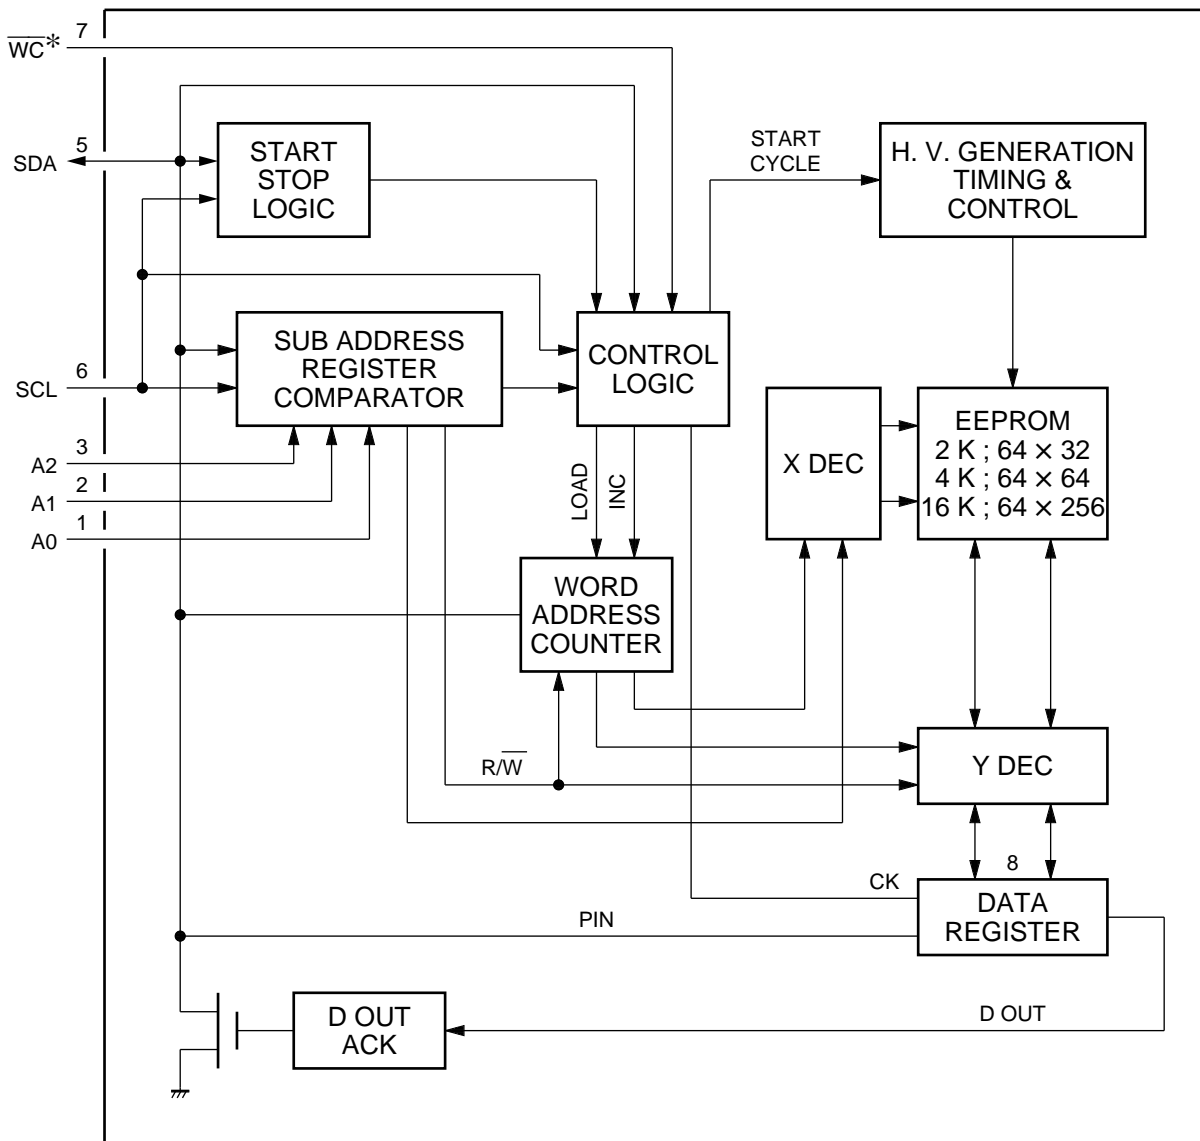 WC* 7
SDA 5
START
STOP
LOGIC
START
CYCLE
H. V. GENERATION
TIMING &
CONTROL
SCL 6
SUB ADDRESS
REGISTER
COMPARATOR
CONTROL
LOGIC
A2 3
A1 2
A0 1
LOAD
INC
X DEC
EEPROM
2 K ; 64 × 32
4 K ; 64 × 64
16 K ; 64 × 256
WORD
ADDRESS
COUNTER
R/W
Y DEC
8
CK
DATA
REGISTER
PIN
D OUT
ACK
D OUT